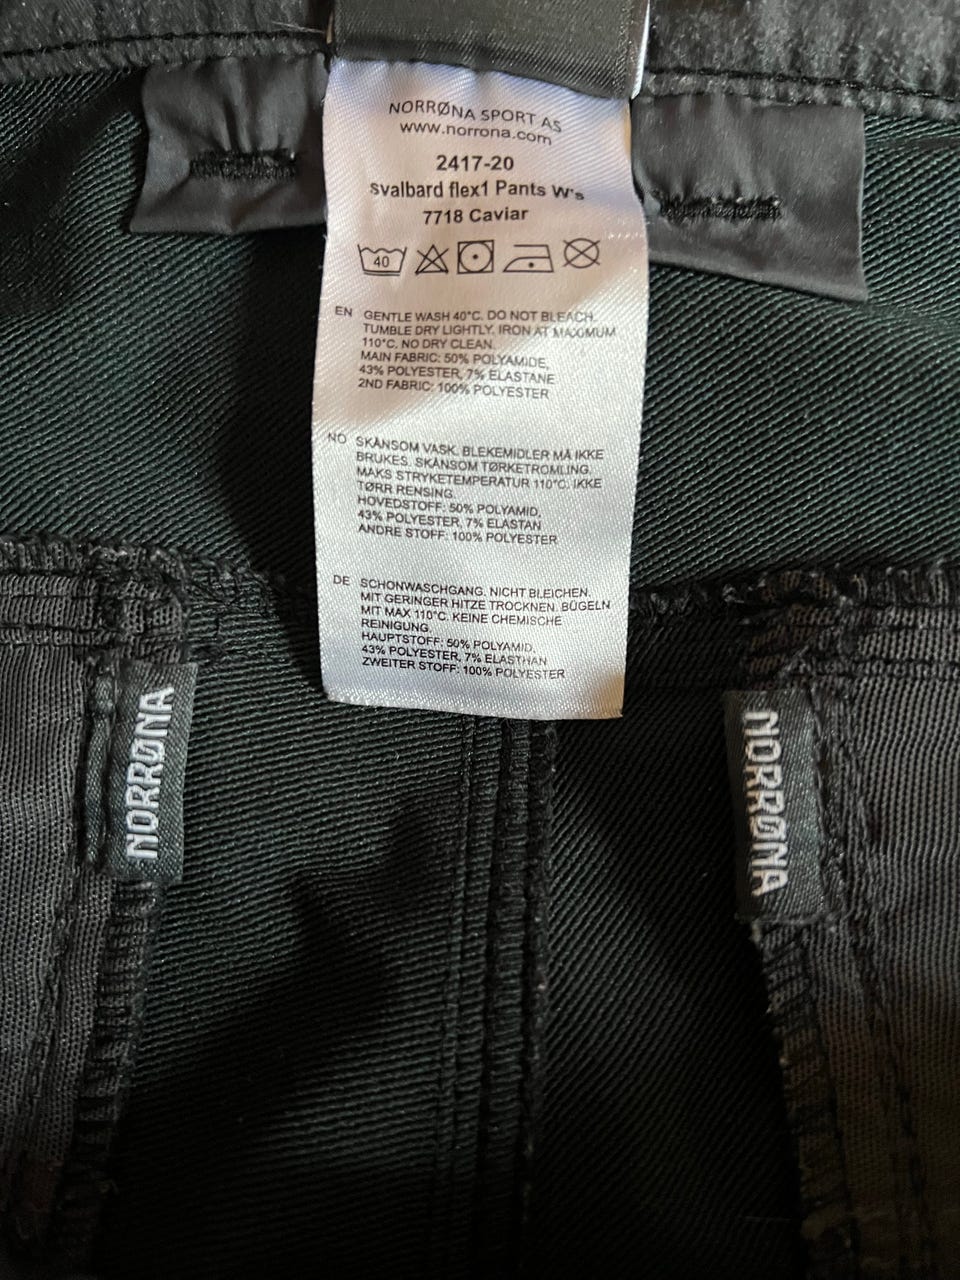 NORRØNA SPORT AS
www.norrona.com
2417-20
svalbard flex1 Pants W's
7718 Caviar
40
EN GENTLE WASH 40°C. DO NOT BLEACH.
TUMBLE DRY LIGHTLY. IRON AT MAXIMUM
110°C. NO DRY CLEAN.
MAIN FABRIC: 50% POLYAMIDE,
43% POLYESTER, 7% ELASTANE
2ND FABRIC: 100% POLYESTER
NO SKÅNSOM VASK. BLEKEMIDLER MÅ IKKE
BRUKES. SKÅNSOM TØRKETROMLING.
MAKS STRYKETEMPERATUR 110°C. IKKE
TØRR RENSING.
HOVEDSTOFF: 50% POLYAMID,
43% POLYESTER, 7% ELASTAN
ANDRE STOFF: 100% POLYESTER
DE SCHONWASCHGANG. NICHT BLEICHEN.
MIT GERINGER HITZE TROCKNEN. BÜGELN
MIT MAX 110°C. KEINE CHEMISCHE
REINIGUNG.
HAUPTSTOFF: 50% POLYAMID,
43% POLYESTER, 7% ELASTHAN
ZWEITER STOFF: 100% POLYESTER
NORRØNA
NORRØNA